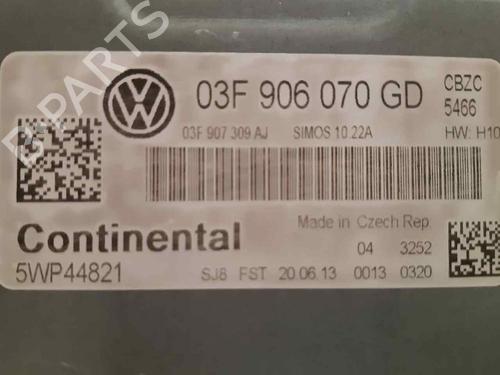 B-PARTS
VW
03F 906 070 GD
CBZC
5466
03F 907 309 AJ
SIMOS 10.22A
HW: H10
Continental
5WP44821
Made in Czech Rep.
04 3252
SJ8 FST 20.06.13 0013 0320